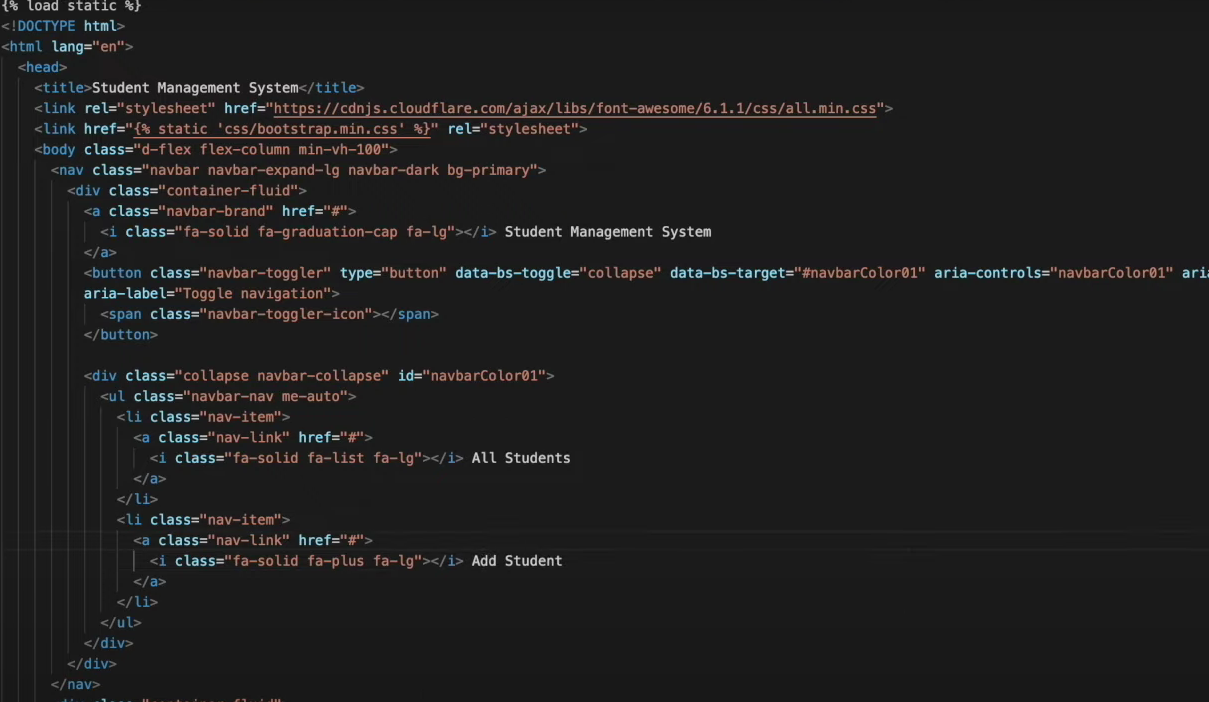 {% load static %}
<!DOCTYPE html>
<html lang="en">
<head>
<title>Student Management System</title>
<link rel="stylesheet" href="https://cdnjs.cloudflare.com/ajax/libs/font-awesome/6.1.1/css/all.min.css">
<link href="{% static 'css/bootstrap.min.css' %}" rel="stylesheet">
<body class="d-flex flex-column min-vh-100">
<nav class="navbar navbar-expand-lg navbar-dark bg-primary">
<div class="container-fluid">
<a class="navbar-brand" href="#">
<i class="fa-solid fa-graduation-cap fa-lg"></i> Student Management System
</a>
<button class="navbar-toggler" type="button" data-bs-toggle="collapse" data-bs-target="#navbarColor01" aria-controls="navbarColor01" aria
aria-label="Toggle navigation">
<span class="navbar-toggler-icon"></span>
</button>
<div class="collapse navbar-collapse" id="navbarColor01">
<ul class="navbar-nav me-auto">
<li class="nav-item">
<a class="nav-link" href="#">
<i class="fa-solid fa-list fa-lg"></i> All Students
</a>
</li>
<li class="nav-item">
<a class="nav-link" href="#">
<i class="fa-solid fa-plus fa-lg"></i> Add Student
</a>
</li>
</ul>
</div>
</div>
</nav>